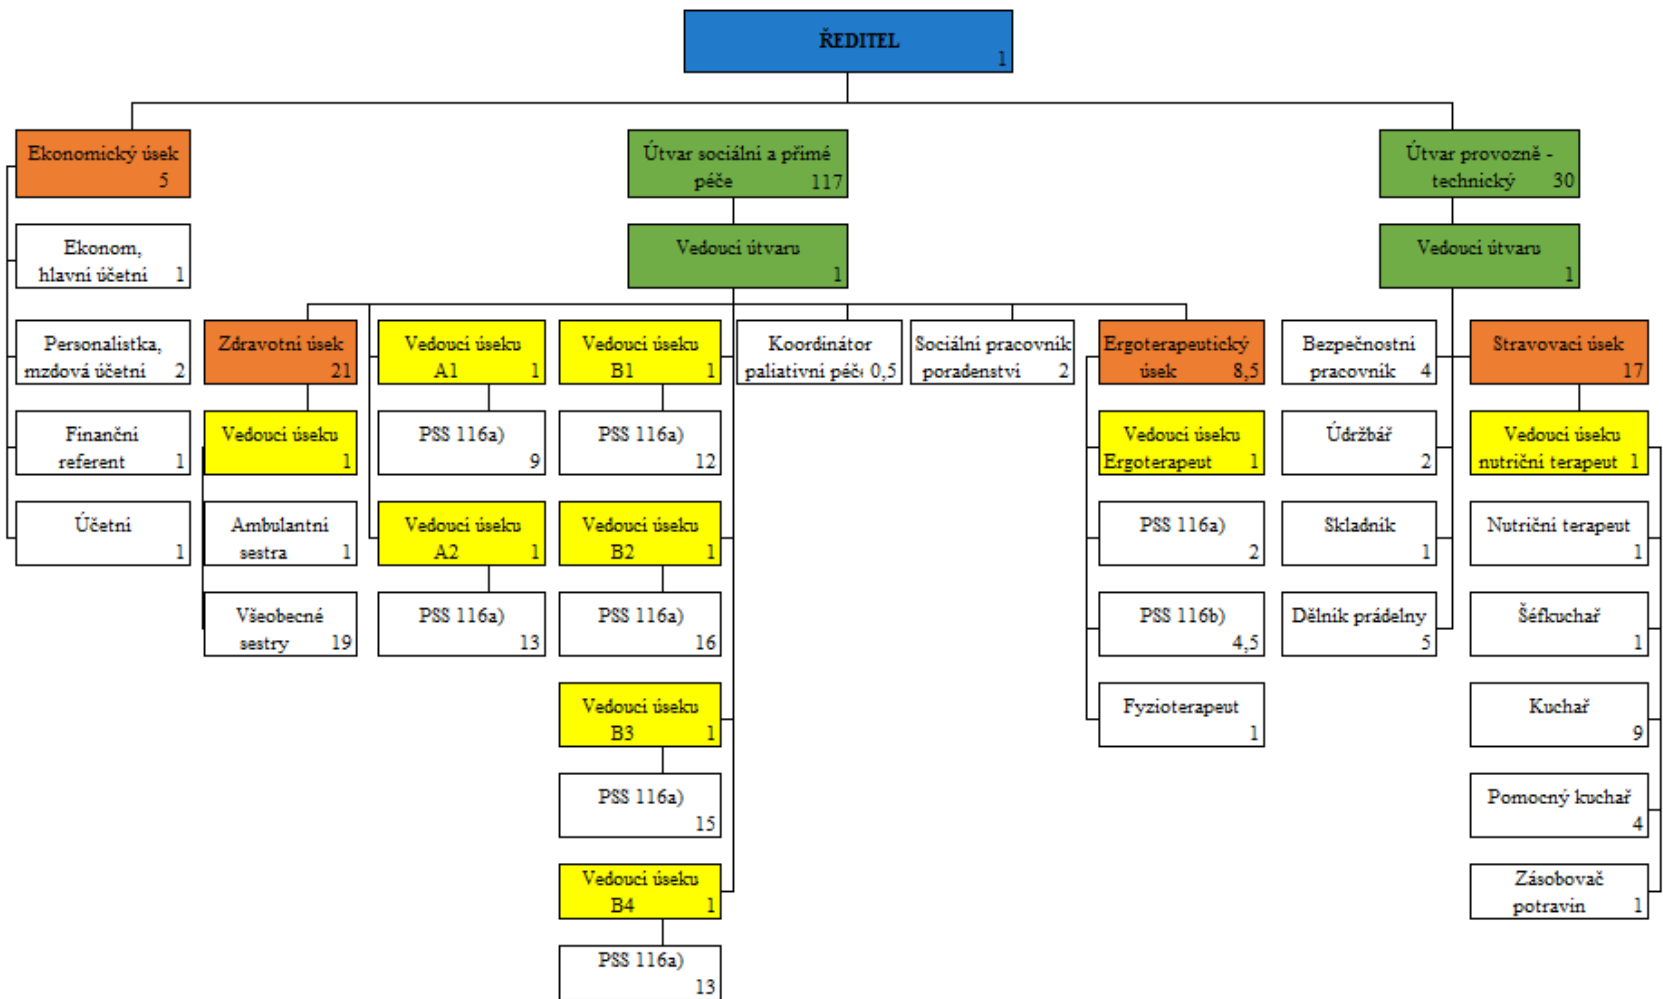 ŘEDITEL
1
Ekonomický úsek
5
Útvar sociální a přímé
péče 117
Útvar provozně -
technický 30
Ekonom,
hlavní účetní 1
Vedoucí útvaru
1
Vedoucí útvaru
1
Personalistka,
mzdová účetní 2
Zdravotní úsek
21
Vedoucí úseku
A1 1
Vedoucí úseku
B1 1
Koordinátor
paliativní péče 0,5
Sociální pracovník
poradenství 2
Ergoterapeutický
úsek 8,5
Bezpečnostní
pracovník 4
Stravovací úsek
17
Finanční
referent 1
Vedoucí úseku
1
PSS 116a)
9
PSS 116a)
12
Vedoucí úseku
Ergoterapeut 1
Údržbář
2
Vedoucí úseku
nutriční terapeut 1
Účetní
1
Ambulantní
sestra 1
Vedoucí úseku
A2 1
Vedoucí úseku
B2 1
PSS 116a)
2
Skladník
1
Nutriční terapeut
1
Všeobecné
sestry 19
PSS 116a)
13
PSS 116a)
16
PSS 116b)
4,5
Dělník prádelny
5
Šéfkuchař
1
Vedoucí úseku
B3 1
Fyzioterapeut
1
Kuchař
9
PSS 116a)
15
Pomocný kuchař
4
Vedoucí úseku
B4 1
Zásobovač
potravin 1
PSS 116a)
13